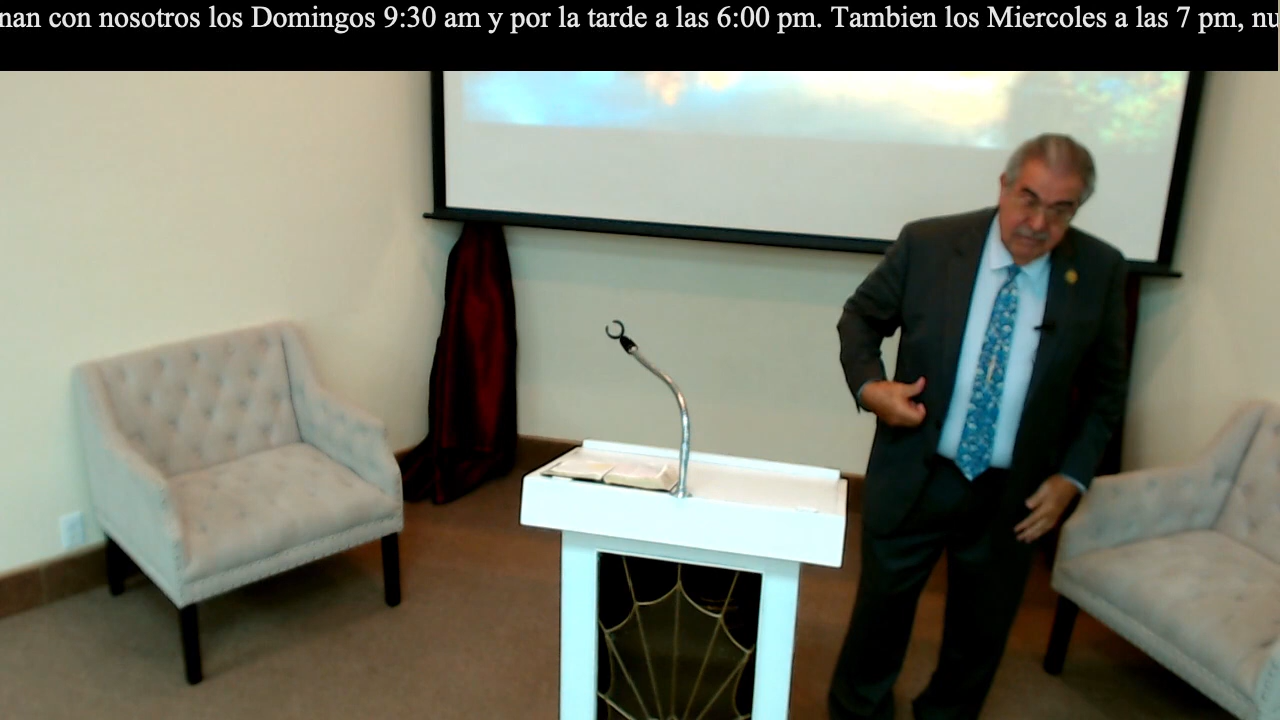 con nosotros los Domingos 9:30 am y por la tarde a las 6:00 pm. Tambien los Miercoles a las 7 pm,